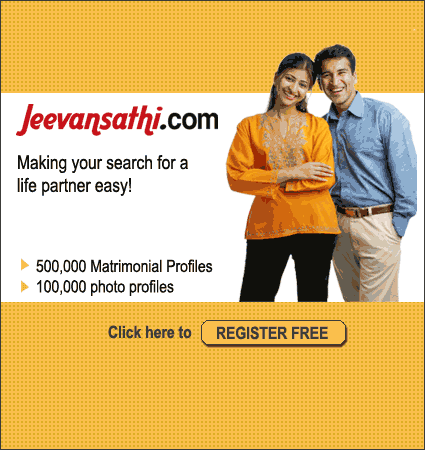 Jeevansathi.com
Making your search for a
life partner easy!
500,000 Matrimonial Profiles
100,000 photo profiles
Click here to REGISTER FREE